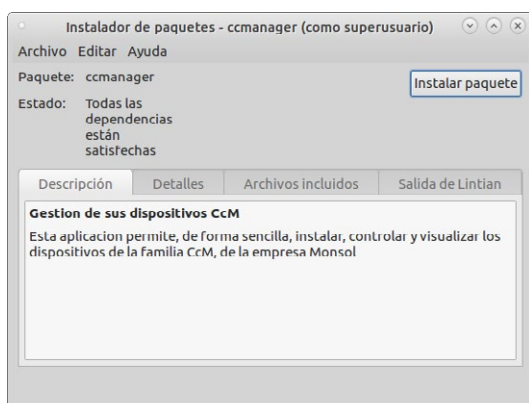 Instalador de paquetes - ccmanager (como superusuario)
Archivo Editar Ayuda
Paquete: ccmanager
Instalar paquete
Estado: Todas las
dependencias
están
satisfechas
Descripción Detalles Archivos incluidos Salida de Lintian
Gestion de sus dispositivos CcM
Esta aplicacion permite, de forma sencilla, instalar, controlar y visualizar los
dispositivos de la familia CcM, de la empresa Monsol